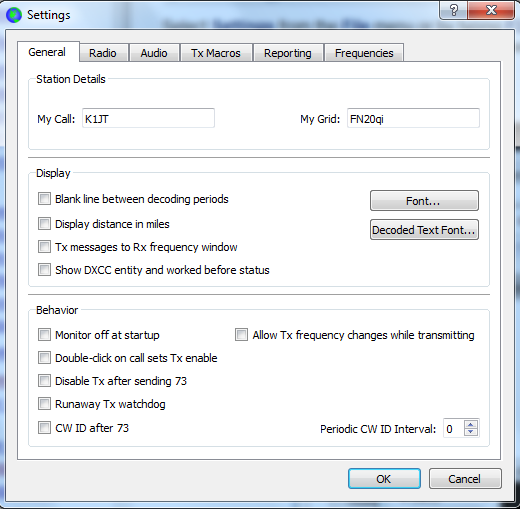 Settings
General Radio Audio Tx Macros Reporting Frequencies
Station Details
My Call: K1JT My Grid: FN20qi
Display
Blank line between decoding periods Font...
Display distance in miles Decoded Text Font...
Tx messages to Rx frequency window
Show DXCC entity and worked before status
Behavior
Monitor off at startup Allow Tx frequency changes while transmitting
Double-click on call sets Tx enable
Disable Tx after sending 73
Runaway Tx watchdog
CW ID after 73 Periodic CW ID Interval: 0
OK Cancel